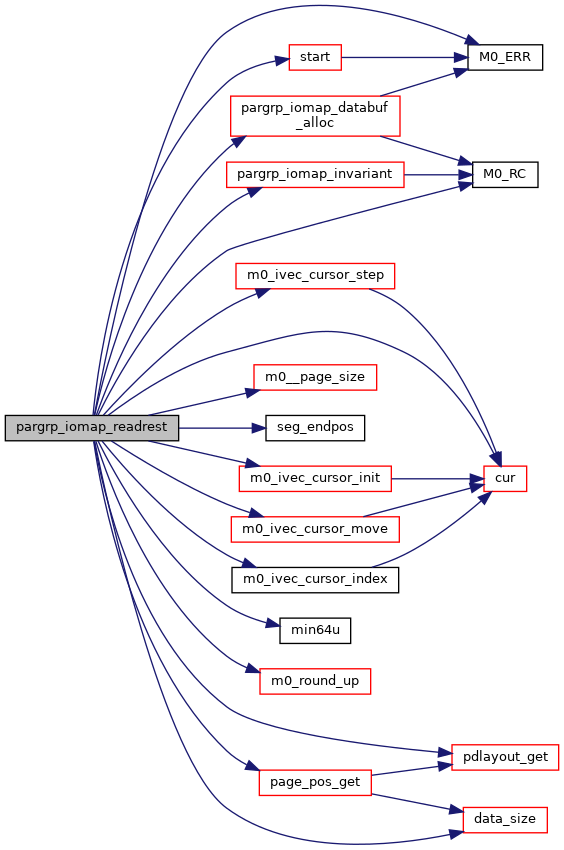 M0_ERR
start
pargrp_iomap_databuf
_alloc
pargrp_iomap_invariant
M0_RC
m0_ivec_cursor_step
m0__page_size
pargrp_iomap_readrest
seg_endpos
m0_ivec_cursor_init
cur
m0_ivec_cursor_move
m0_ivec_cursor_index
min64u
m0_round_up
pdlayout_get
page_pos_get
data_size